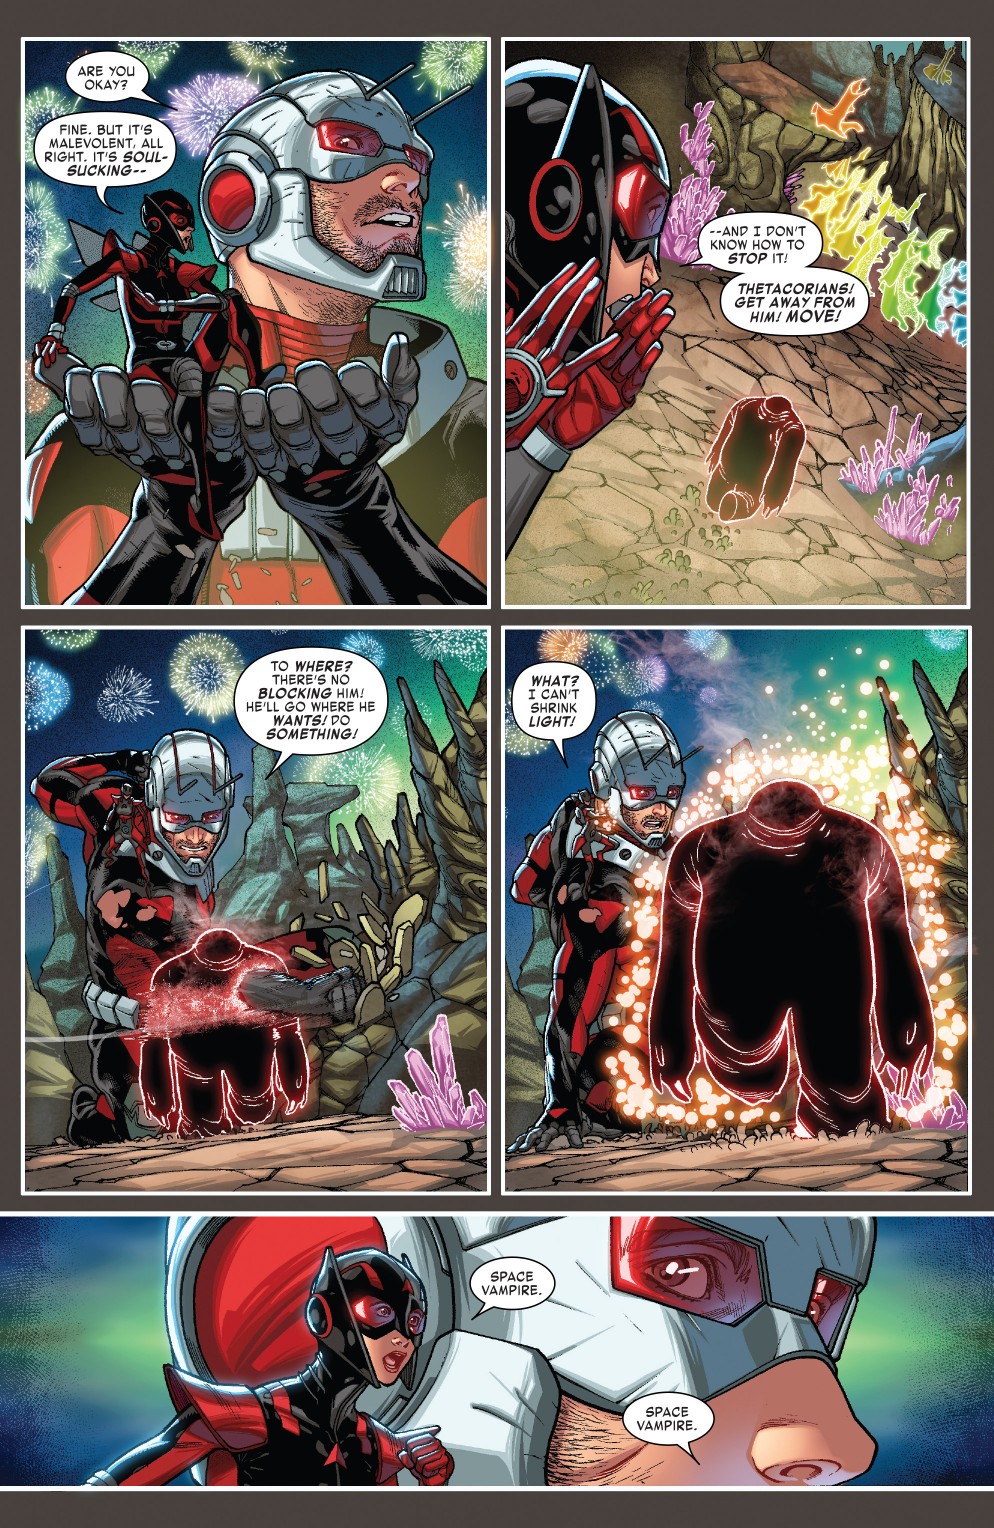 ARE YOU
OKAY?
FINE. BUT IT'S
MALEVOLENT, ALL
RIGHT. IT'S SOUL-
SUCKING--
--AND I DON'T
KNOW HOW TO
STOP IT!
THETACORIANS!
GET AWAY FROM
HIM! MOVE!
TO WHERE?
THERE'S NO
BLOCKING HIM!
HE'LL GO WHERE HE
WANTS! DO
SOMETHING!
WHAT?
I CAN'T
SHRINK
LIGHT!
SPACE
VAMPIRE.
SPACE
VAMPIRE.